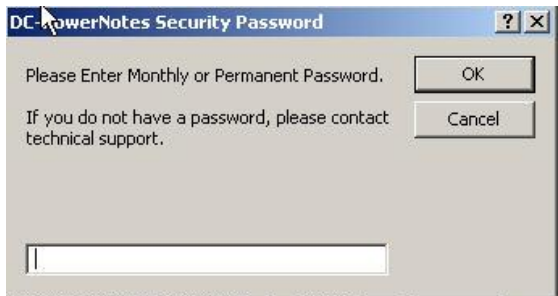 DC-PowerNotes Security Password
Please Enter Monthly or Permanent Password.
OK
If you do not have a password, please contact
technical support.
Cancel